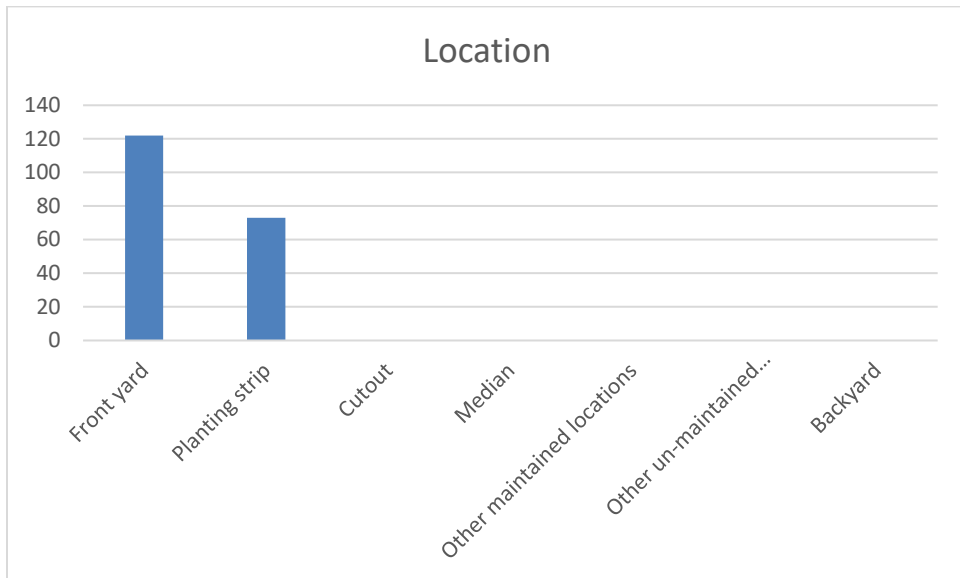 Location
140
120
100
80
60
40
20
0
Front yard
Planting strip
Cutout
Median
Other maintained locations
Other un-maintained...
Backyard